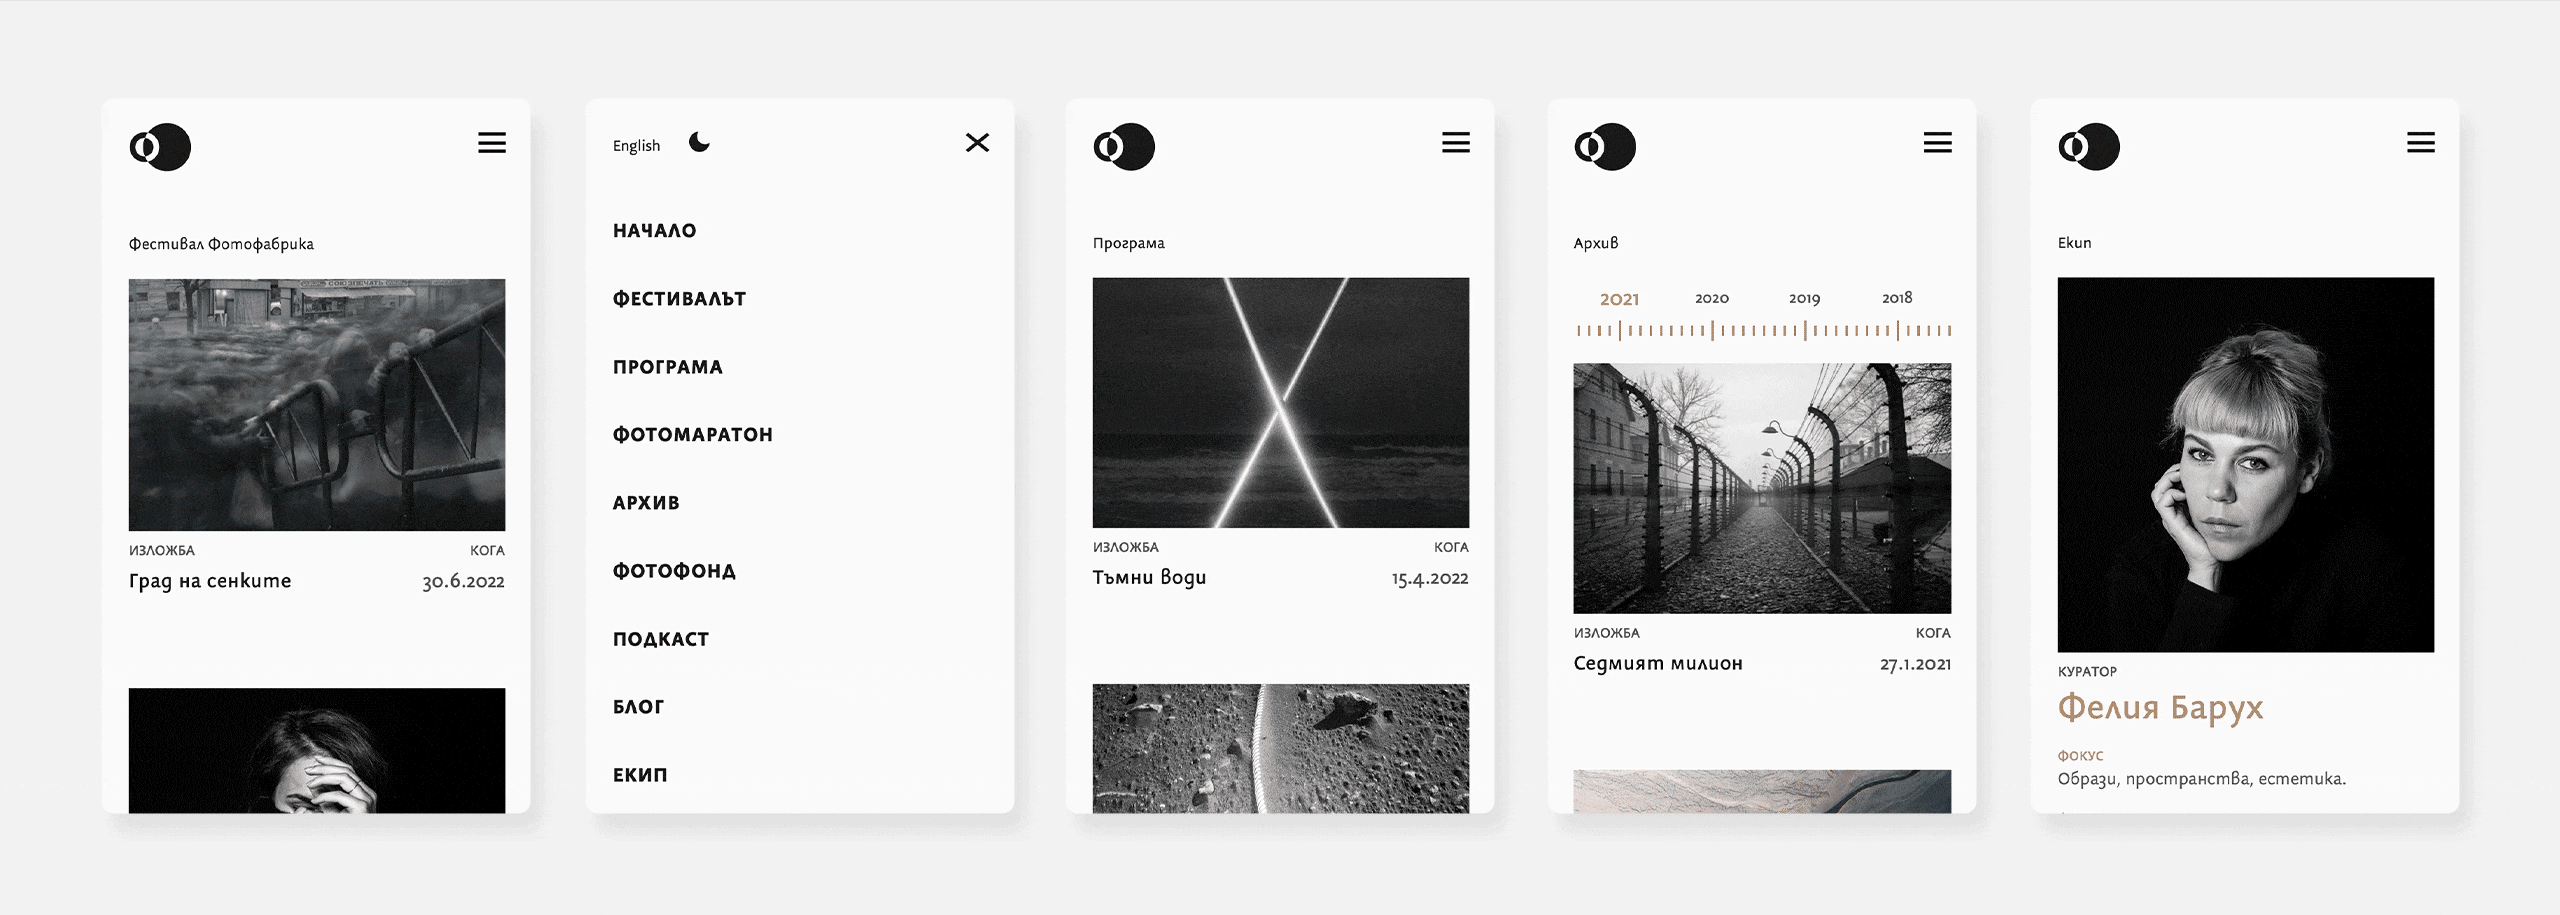 Фестивал Фотофабрика
СОЮЗПЕЧАТЬ
ИЗЛОЖБА КОГА
Град на сенките 30.6.2022
English
НАЧАЛО
ФЕСТИВАЛЪТ
ПРОГРАМА
ФОТОМАРАТОН
АРХИВ
ФОТОФОНД
ПОДКАСТ
БЛОГ
ЕКИП
Програма
ИЗЛОЖБА КОГА
Тъмни води 15.4.2022
Архив
2021 2020 2019 2018
ИЗЛОЖБА КОГА
Седмият милион 27.1.2021
Екип
КУРАТОР
Фелия Барух
ФОКУС
Образи, пространства, естетика.